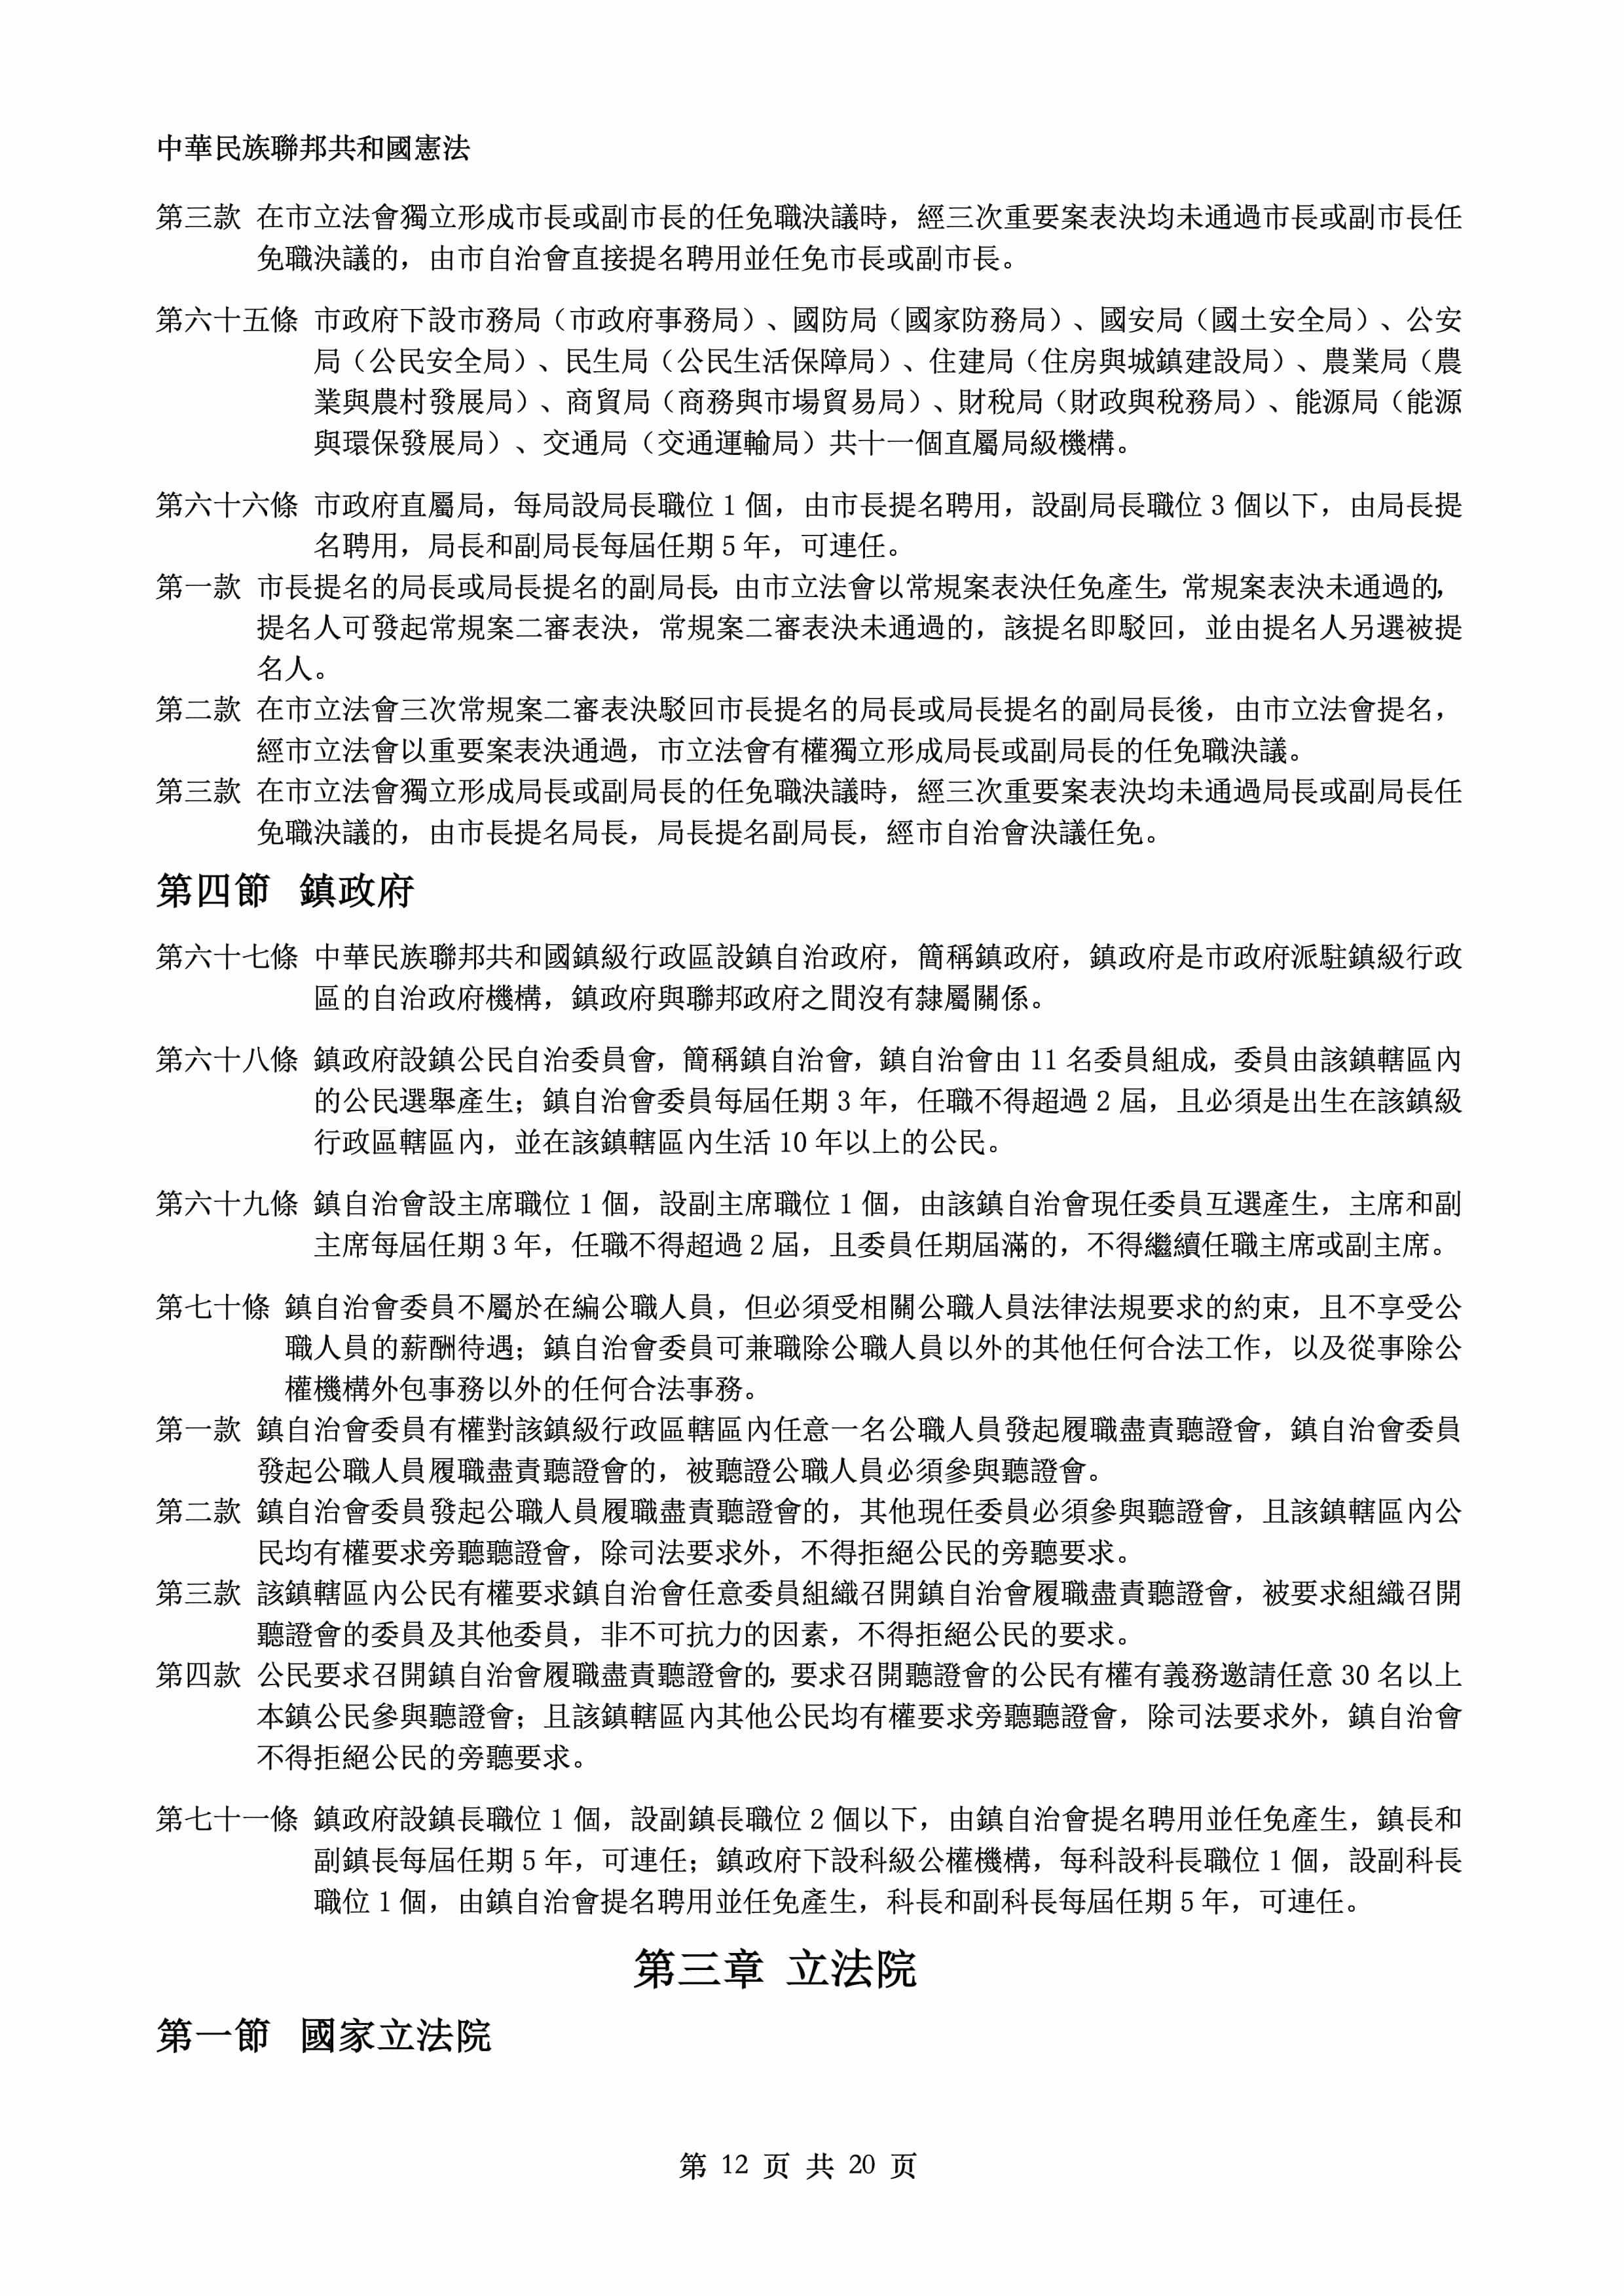 中華民族聯邦共和國憲法
第三款 在市立法會獨立形成市長或副市長的任免職決議時，經三次重要案表決均未通過市長或副市長任
免職決議的，由市自治會直接提名聘用並任免市長或副市長。
第六十五條 市政府下設市務局（市政府事務局）、國防局（國家防務局）、國安局（國土安全局）、公安
局（公民安全局）、民生局（公民生活保障局）、住建局（住房與城鎮建設局）、農業局（農
業與農村發展局）、商貿局（商務與市場貿易局）、財稅局（財政與稅務局）、能源局（能源
與環保發展局）、交通局（交通運輸局）共十一個直屬局級機構。
第六十六條 市政府直屬局，每局設局長職位 1 個，由市長提名聘用，設副局長職位 3 個以下，由局長提
名聘用，局長和副局長每屆任期 5 年，可連任。
第一款 市長提名的局長或局長提名的副局長，由市立法會以常規案表決任免產生，常規案表決未通過的，
提名人可發起常規案二審表決，常規案二審表決未通過的，該提名即駁回，並由提名人另選被提
名人。
第二款 在市立法會三次常規案二審表決駁回市長提名的局長或局長提名的副局長後，由市立法會提名，
經市立法會以重要案表決通過，市立法會有權獨立形成局長或副局長的任免職決議。
第三款 在市立法會獨立形成局長或副局長的任免職決議時，經三次重要案表決均未通過局長或副局長任
免職決議的，由市長提名局長，局長提名副局長，經市自治會決議任免。
第四節 鎮政府
第六十七條 中華民族聯邦共和國鎮級行政區設鎮自治政府，簡稱鎮政府，鎮政府是市政府派駐鎮級行政
區的自治政府機構，鎮政府與聯邦政府之間沒有隸屬關係。
第六十八條 鎮政府設鎮公民自治委員會，簡稱鎮自治會，鎮自治會由 11 名委員組成，委員由該鎮轄區內
的公民選舉產生；鎮自治會委員每屆任期 3 年，任職不得超過 2 屆，且必須是出生在該鎮級
行政區轄區內，並在該鎮轄區內生活 10 年以上的公民。
第六十九條 鎮自治會設主席職位 1 個，設副主席職位 1 個，由該鎮自治會現任委員互選產生，主席和副
主席每屆任期 3 年，任職不得超過 2 屆，且委員任期屆滿的，不得繼續任職主席或副主席。
第七十條 鎮自治會委員不屬於在編公職人員，但必須受相關公職人員法律法規要求的約束，且不享受公
職人員的薪酬待遇；鎮自治會委員可兼職除公職人員以外的其他任何合法工作，以及從事除公
權機構外包事務以外的任何合法事務。
第一款 鎮自治會委員有權對該鎮級行政區轄區內任意一名公職人員發起履職盡責聽證會，鎮自治會委員
發起公職人員履職盡責聽證會的，被聽證公職人員必須參與聽證會。
第二款 鎮自治會委員發起公職人員履職盡責聽證會的，其他現任委員必須參與聽證會，且該鎮轄區內公
民均有權要求旁聽聽證會，除司法要求外，不得拒絕公民的旁聽要求。
第三款 該鎮轄區內公民有權要求鎮自治會任意委員組織召開鎮自治會履職盡責聽證會，被要求組織召開
聽證會的委員及其他委員，非不可抗力的因素，不得拒絕公民的要求。
第四款 公民要求召開鎮自治會履職盡責聽證會的，要求召開聽證會的公民有權有義務邀請任意 30 名以上
本鎮公民參與聽證會；且該鎮轄區內其他公民均有權要求旁聽聽證會，除司法要求外，鎮自治會
不得拒絕公民的旁聽要求。
第七十一條 鎮政府設鎮長職位 1 個，設副鎮長職位 2 個以下，由鎮自治會提名聘用並任免產生，鎮長和
副鎮長每屆任期 5 年，可連任；鎮政府下設科級公權機構，每科設科長職位 1 個，設副科長
職位 1 個，由鎮自治會提名聘用並任免產生，科長和副科長每屆任期 5 年，可連任。
第三章 立法院
第一節 國家立法院
第 12 页 共 20 页